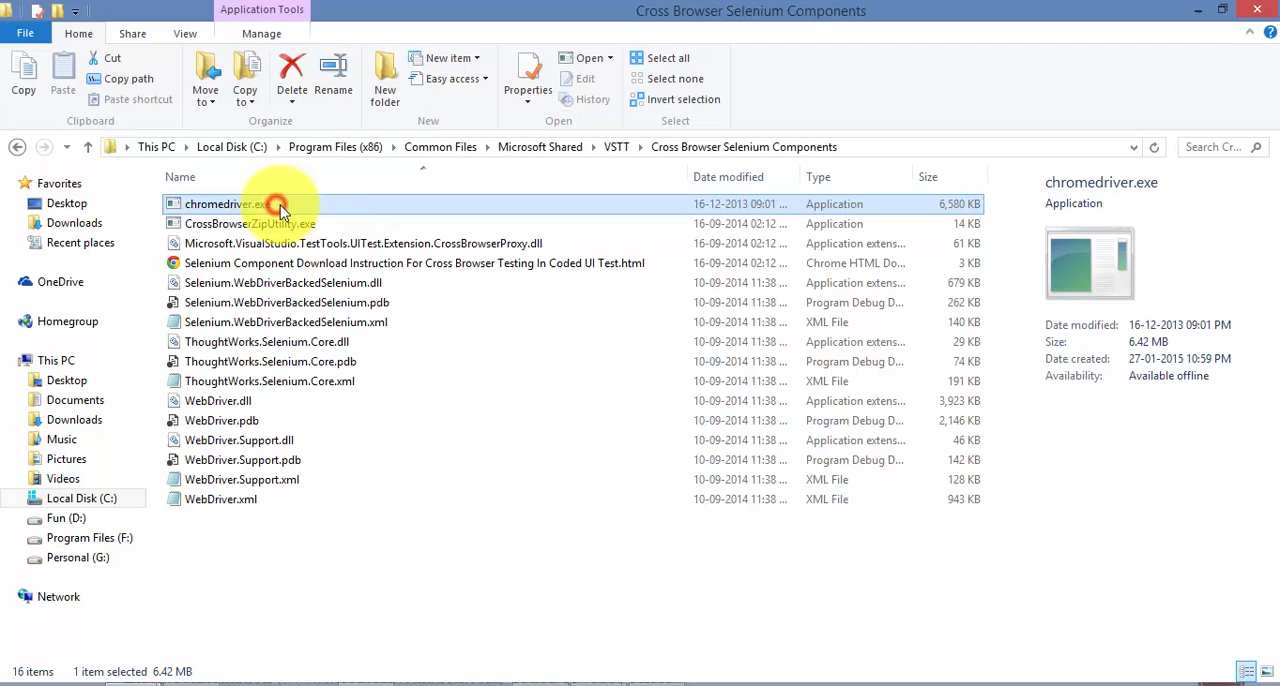 Application Tools
Cross Browser Selenium Components
File
Home
Share
View
Manage
Copy
Paste
Cut
Copy path
Paste shortcut
Clipboard
Move to
Copy to
Delete
Rename
Organize
New folder
New item
Easy access
New
Properties
Open
Edit
History
Open
Select all
Select none
Invert selection
Select
This PC
Local Disk (C:)
Program Files (x86)
Common Files
Microsoft Shared
VSTT
Cross Browser Selenium Components
Search Cr...
Name
Date modified
Type
Size
chromedriver.exe 16-12-2013 09:01 ... Application 6,580 KB
CrossBrowserZipUtility.exe 16-09-2014 02:12 ... Application 14 KB
Microsoft.VisualStudio.TestTools.UITest.Extension.CrossBrowserProxy.dll 16-09-2014 02:12 ... Application extens... 61 KB
Selenium Component Download Instruction For Cross Browser Testing In Coded UI Test.html 16-09-2014 02:12 ... Chrome HTML Do... 3 KB
Selenium.WebDriverBackedSelenium.dll 10-09-2014 11:38 ... Application extens... 679 KB
Selenium.WebDriverBackedSelenium.pdb 10-09-2014 11:38 ... Program Debug D... 262 KB
Selenium.WebDriverBackedSelenium.xml 10-09-2014 11:38 ... XML File 140 KB
ThoughtWorks.Selenium.Core.dll 10-09-2014 11:38 ... Application extens... 29 KB
ThoughtWorks.Selenium.Core.pdb 10-09-2014 11:38 ... Program Debug D... 74 KB
ThoughtWorks.Selenium.Core.xml 10-09-2014 11:38 ... XML File 191 KB
WebDriver.dll 10-09-2014 11:38 ... Application extens... 3,923 KB
WebDriver.pdb 10-09-2014 11:38 ... Program Debug D... 2,146 KB
WebDriver.Support.dll 10-09-2014 11:38 ... Application extens... 46 KB
WebDriver.Support.pdb 10-09-2014 11:38 ... Program Debug D... 142 KB
WebDriver.Support.xml 10-09-2014 11:38 ... XML File 128 KB
WebDriver.xml 10-09-2014 11:38 ... XML File 943 KB
Favorites
Desktop
Downloads
Recent places
OneDrive
Homegroup
This PC
Desktop
Documents
Downloads
Music
Pictures
Videos
Local Disk (C:)
Fun (D:)
Program Files (F:)
Personal (G:)
Network
chromedriver.exe
Application
Date modified: 16-12-2013 09:01 PM
Size: 6.42 MB
Date created: 27-01-2015 10:59 PM
Availability: Available offline
16 items 1 item selected 6.42 MB